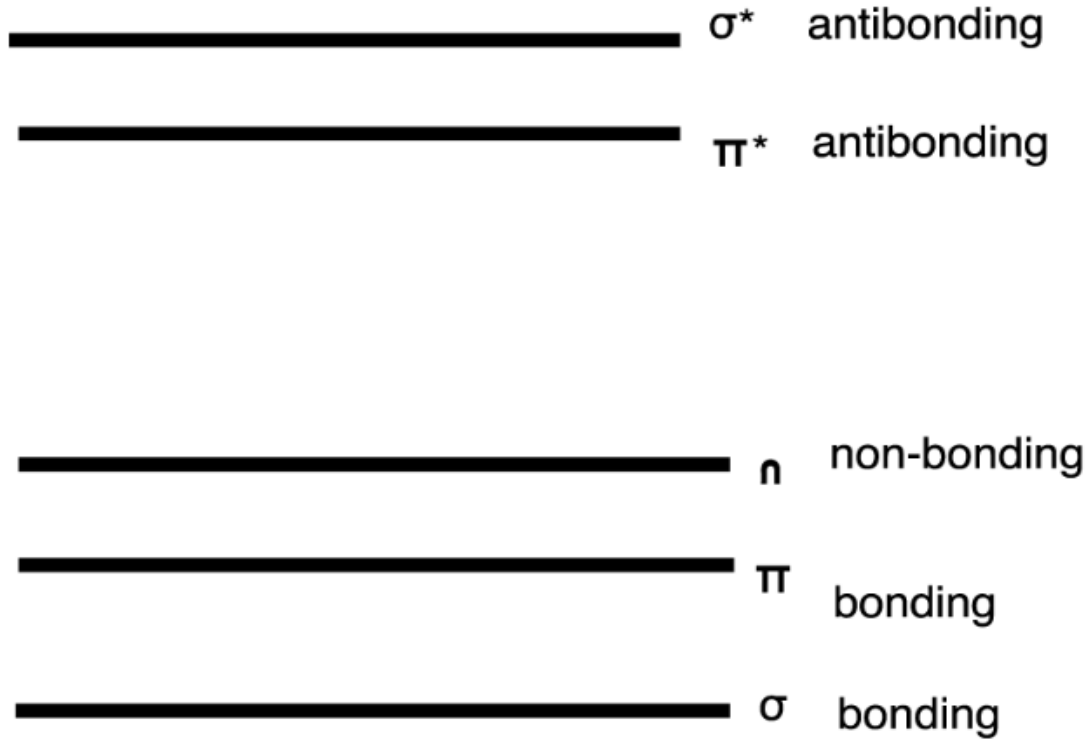 σ* antibonding
π* antibonding
n non-bonding
π bonding
σ bonding